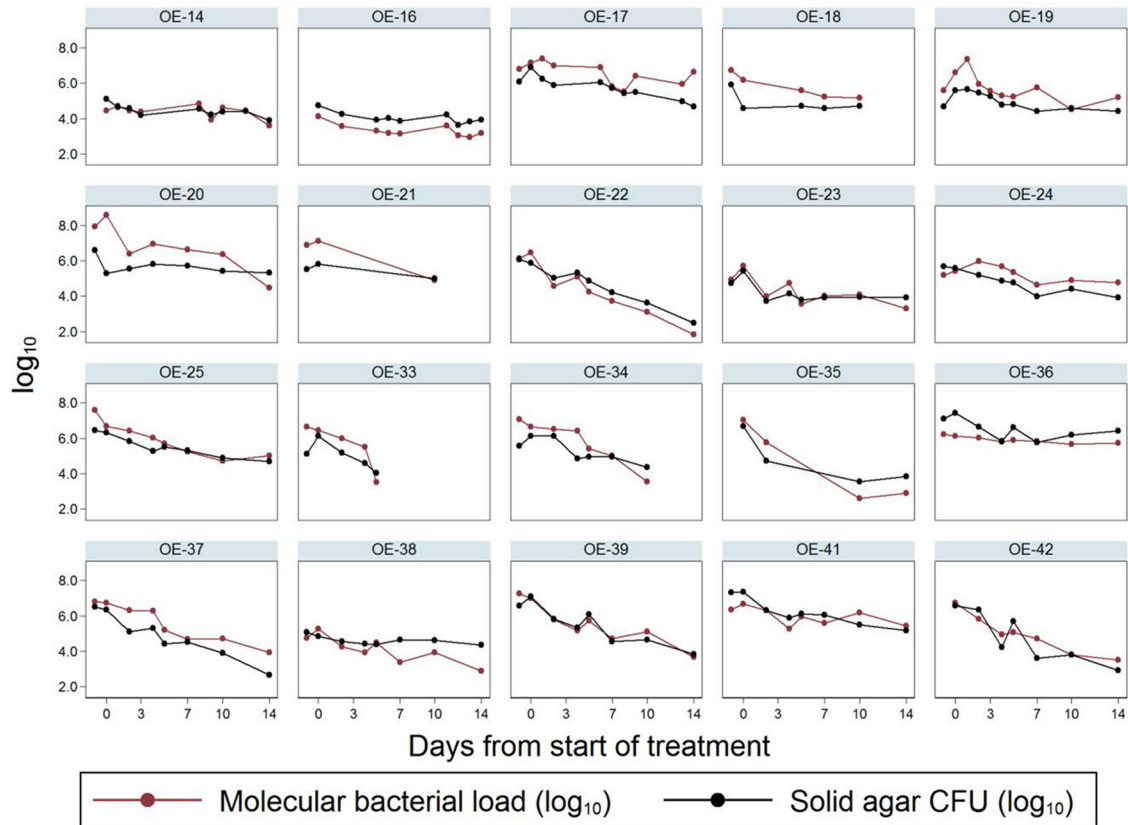 OE-14 OE-16 OE-17 OE-18 OE-19
8.0
6.0
4.0
2.0
OE-20 OE-21 OE-22 OE-23 OE-24
8.0
6.0
4.0
2.0
OE-25 OE-33 OE-34 OE-35 OE-36
8.0
6.0
4.0
2.0
log₁₀
OE-37 OE-38 OE-39 OE-41 OE-42
8.0
6.0
4.0
2.0
0 3 7 10 14 0 3 7 10 14 0 3 7 10 14 0 3 7 10 14 0 3 7 10 14
Days from start of treatment
Molecular bacterial load (log₁₀) Solid agar CFU (log₁₀)